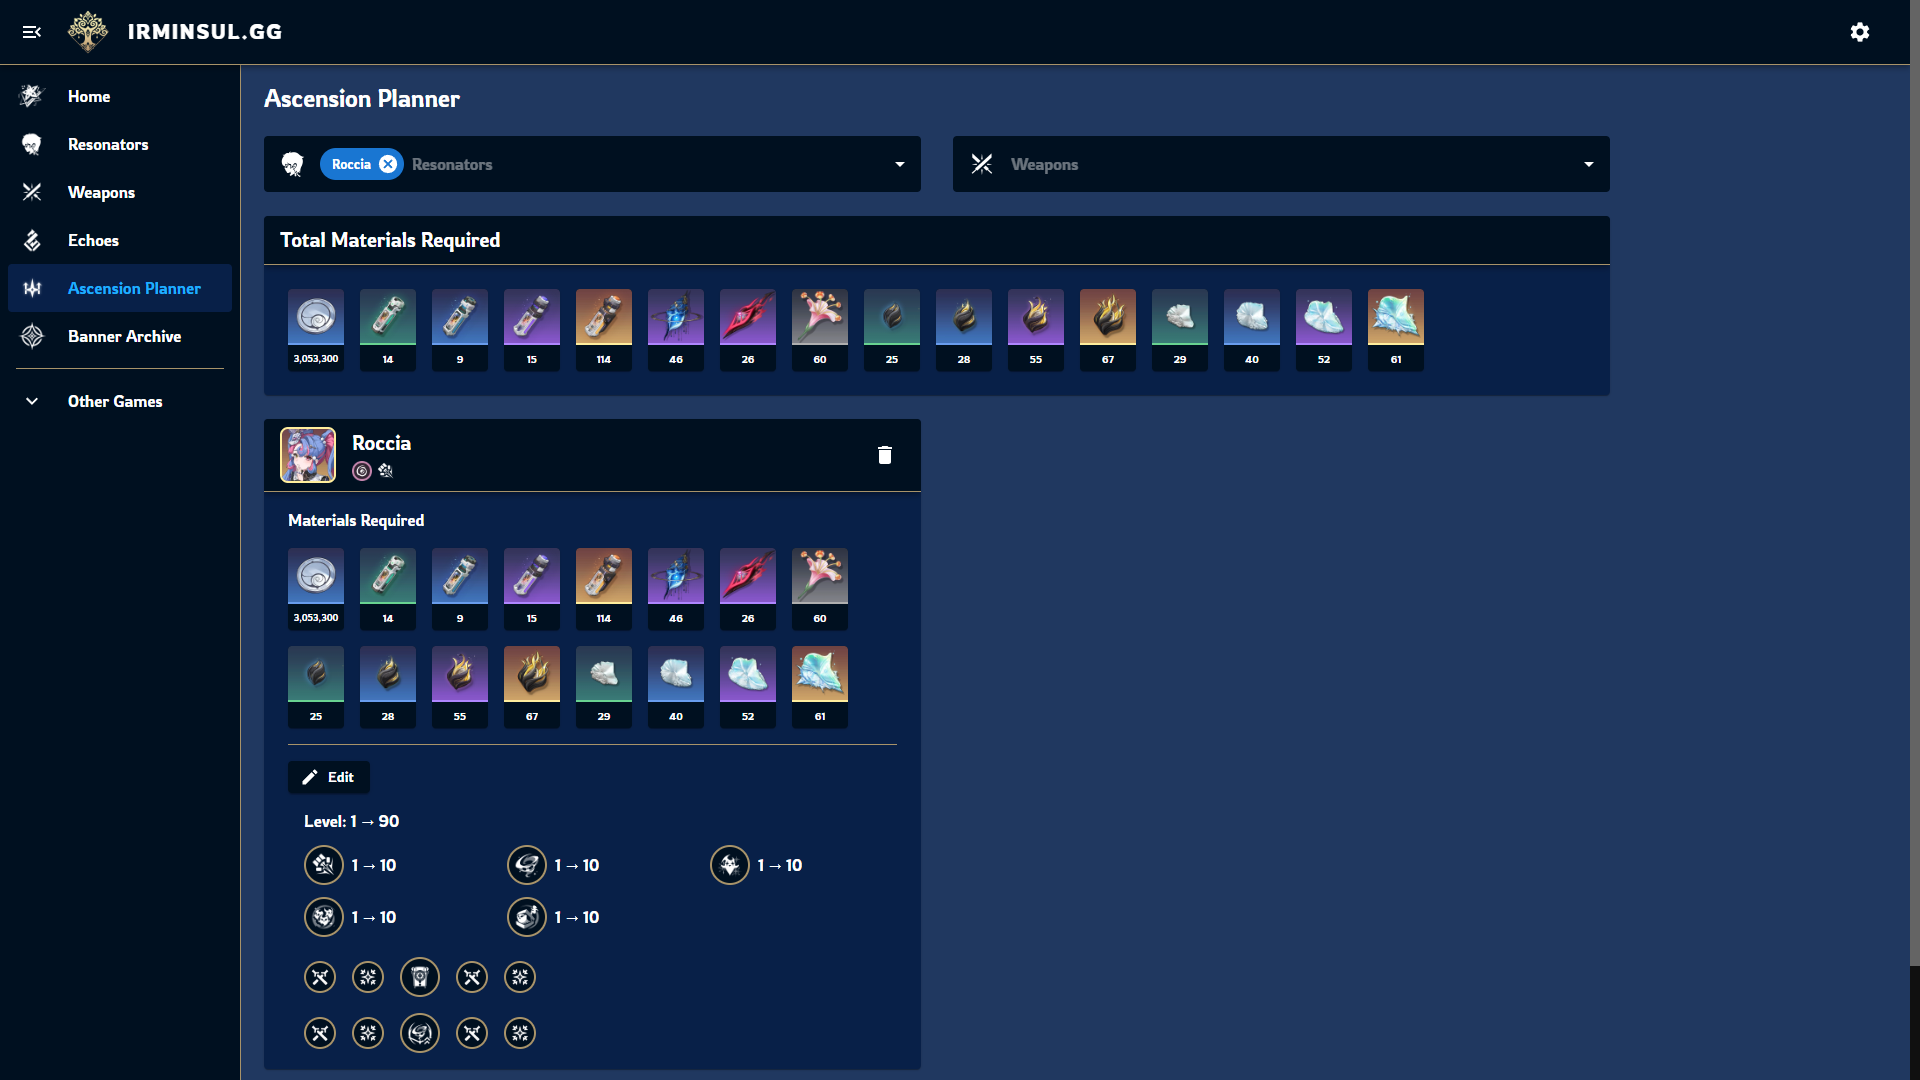 IRMINSUL.GG
Home
Resonators
Weapons
Echoes
Ascension Planner
Banner Archive
Other Games
Ascension Planner
Roccia Resonators
Weapons
Total Materials Required
3,053,300 14 9 15 114 46 26 60 25 28 55 67 29 40 52 61
Roccia
Materials Required
3,053,300 14 9 15 114 46 26 60
25 28 55 67 29 40 52 61
Edit
Level: 1 → 90
1 → 10 1 → 10 1 → 10
1 → 10 1 → 10